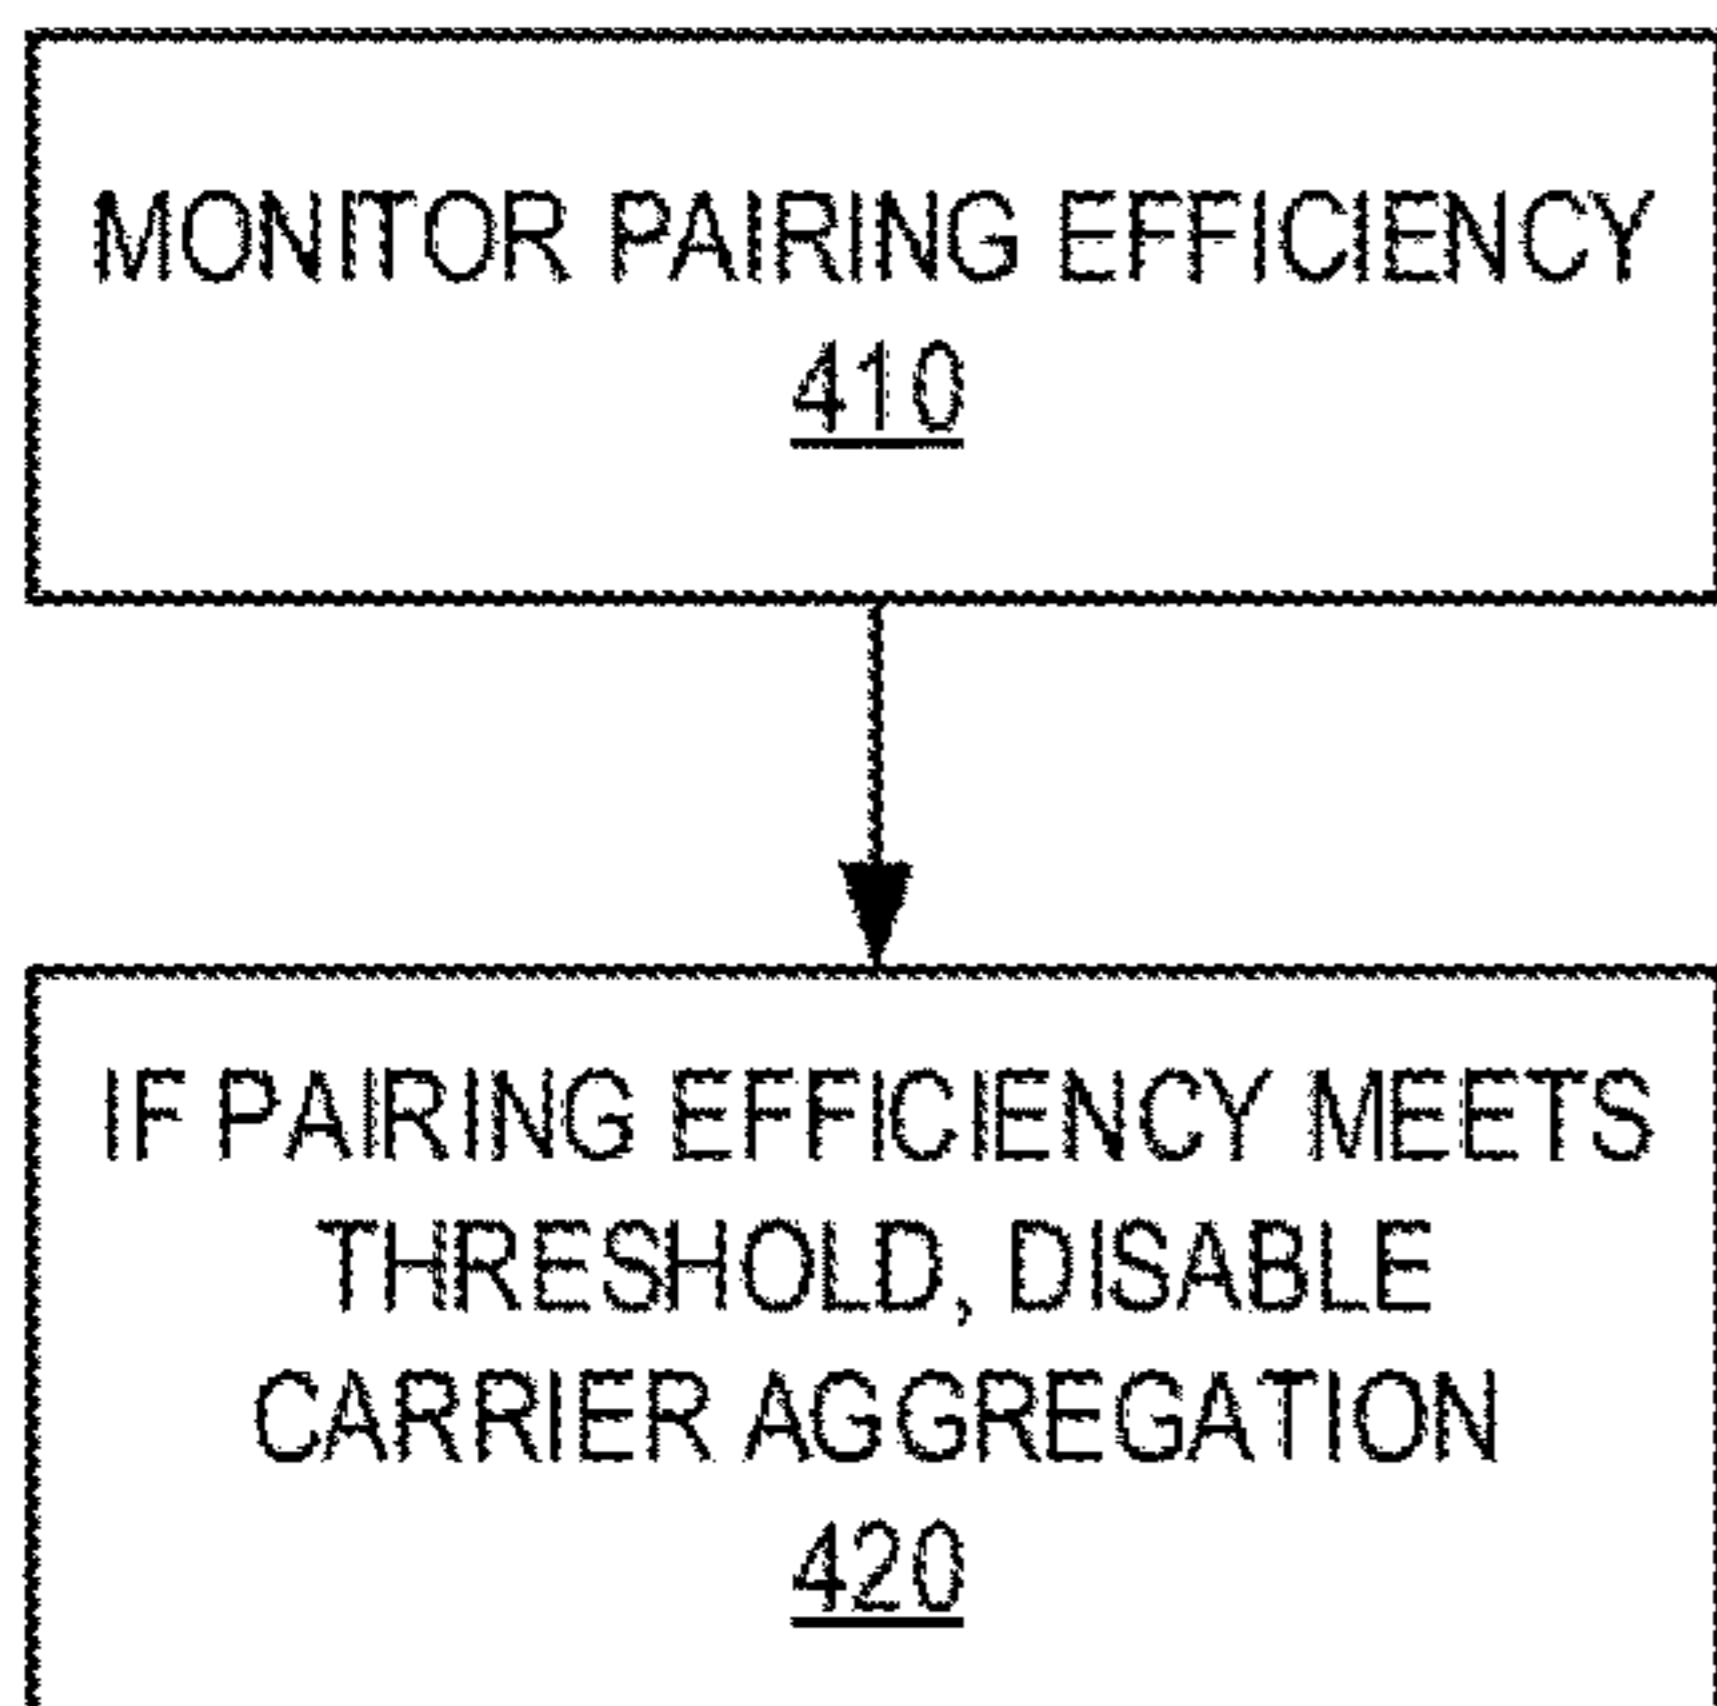 MONITOR PAIRING EFFICIENCY
410
IF PAIRING EFFICIENCY MEETS
THRESHOLD, DISABLE
CARRIER AGGREGATION
420